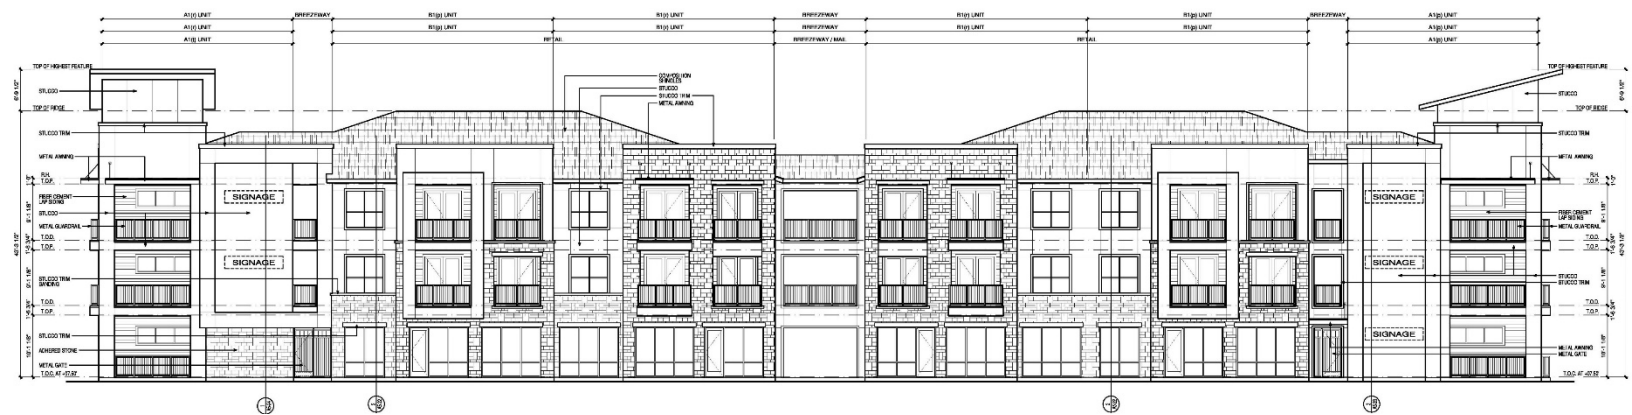 A1(r) UNIT BREEZEWAY B1(p) UNIT B1(r) UNIT BREEZEWAY B1(r) UNIT B1(p) UNIT BREEZEWAY A1(p) UNIT
A1(r) UNIT B1(p) UNIT B1(r) UNIT BREEZEWAY B1(r) UNIT B1(p) UNIT A1(p) UNIT
UNIT RETAIL BREEZEWAY / MAIL RETAIL A1(p) UNIT
TOP OF HIGHEST FEATURE
STUCCO
TOP OF RIDGE
STUCCO TRIM
METAL AWNING
T.O.P.
FIBER CEMENT
LAP SIDING
STUCCO
METAL GUARDRAIL
T.O.D.
T.O.P.
STUCCO TRIM
BANDING
T.O.D.
T.O.P.
STUCCO TRIM
ADHERED STONE
METAL GATE
COMPOSITION
SHINGLES
STUCCO
STUCCO TRIM
METAL AWNING
SIGNAGE
SIGNAGE
SIGNAGE
SIGNAGE
SIGNAGE
TOP OF HIGHEST FEATURE
STUCCO
TOP OF RIDGE
STUCCO TRIM
METAL AWNING
T.O.P.
FIBER CEMENT
LAP SIDING
METAL GUARDRAIL
T.O.D.
T.O.P.
STUCCO
STUCCO TRIM
T.O.D.
T.O.P.
METAL AWNING
METAL GATE